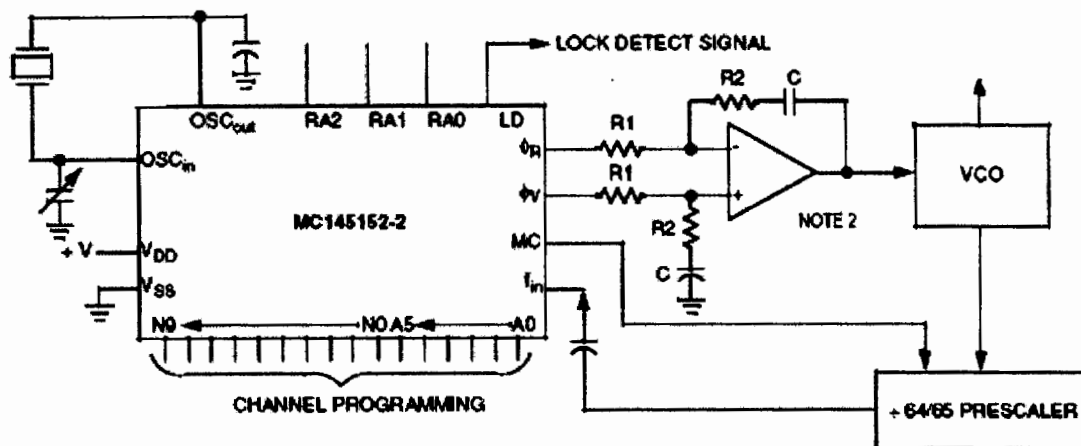 LOCK DETECT SIGNAL
OSCout RA2 RA1 RA0 LD
R2 C
R1
ϕR
-
OSCin
R1
ϕV
+
VCO
MC145152-2
NOTE 2
R2
MC
+ V VDD
C
fin
VSS
N9 N0 A5 A0
CHANNEL PROGRAMMING
÷ 64/65 PRESCALER